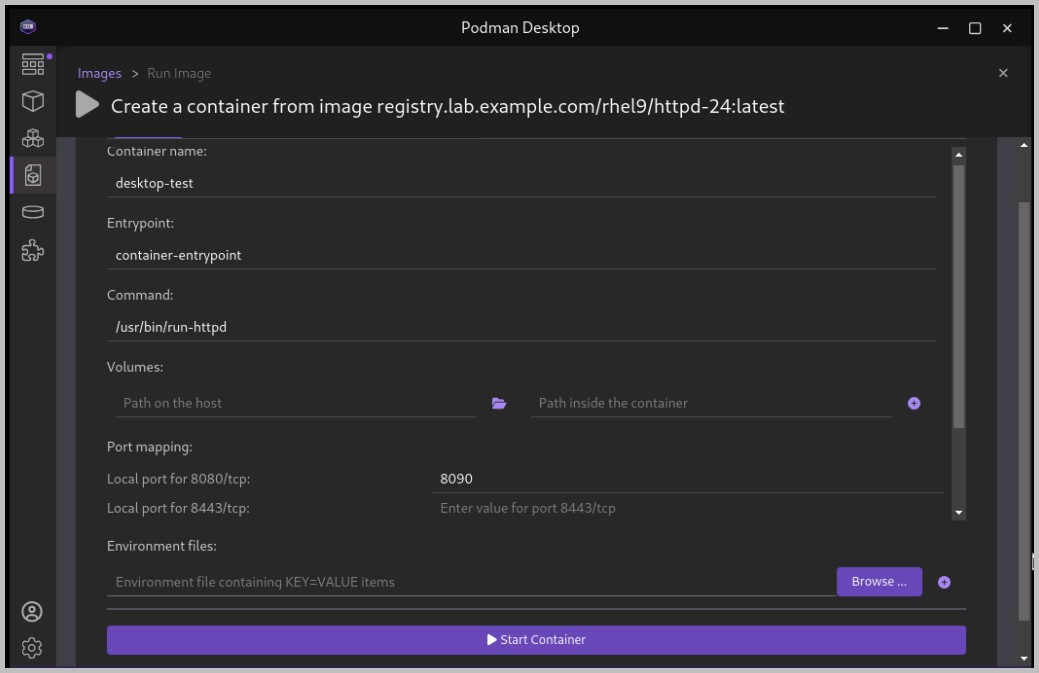 Podman Desktop
Images > Run Image
Create a container from image registry.lab.example.com/rhel9/httpd-24:latest
Container name:
desktop-test
Entrypoint:
container-entrypoint
Command:
/usr/bin/run-httpd
Volumes:
Path on the host Path inside the container
Port mapping:
Local port for 8080/tcp: 8090
Local port for 8443/tcp: Enter value for port 8443/tcp
Environment files:
Environment file containing KEY=VALUE items Browse ...
Start Container